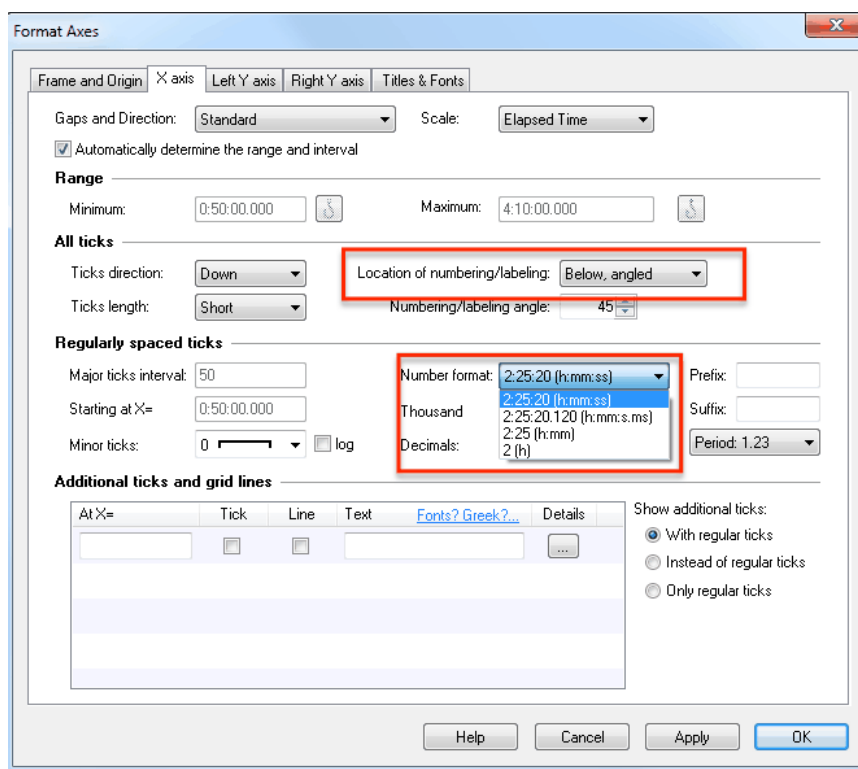 Format Axes
Frame and Origin X axis Left Y axis Right Y axis Titles & Fonts
Gaps and Direction: Standard Scale: Elapsed Time
Automatically determine the range and interval
Range
Minimum: 0:50:00.000 Maximum: 4:10:00.000
All ticks
Ticks direction: Down Location of numbering/labeling: Below, angled
Ticks length: Short Numbering/labeling angle: 45
Regularly spaced ticks
Major ticks interval: 50 Number format: 2:25:20 (h:mm:ss) Prefix:
2:25:20 (h:mm:ss)
Starting at X= 0:50:00.000 Thousand 2:25:20.120 (h:mm:s.ms) Suffix:
2:25 (h:mm)
Minor ticks: 0 log Decimals: 2 (h) Period: 1.23
Additional ticks and grid lines
At X= Tick Line Text Fonts? Greek?... Details Show additional ticks:
With regular ticks
...
Instead of regular ticks
Only regular ticks
Help Cancel Apply OK